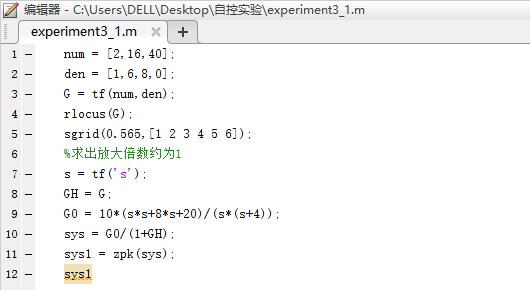 编辑器 - C:\Users\DELL\Desktop\自控实验\experiment3_1.m
experiment3_1.m × +
1 – num = [2,16,40];
2 – den = [1,6,8,0];
3 – G = tf(num,den);
4 – rlocus(G);
5 – sgrid(0.565,[1 2 3 4 5 6]);
6 %求出放大倍数约为1
7 – s = tf('s');
8 – GH = G;
9 – G0 = 10*(s*s+8*s+20)/(s*(s+4));
10 – sys = G0/(1+GH);
11 – sys1 = zpk(sys);
12 – sys1